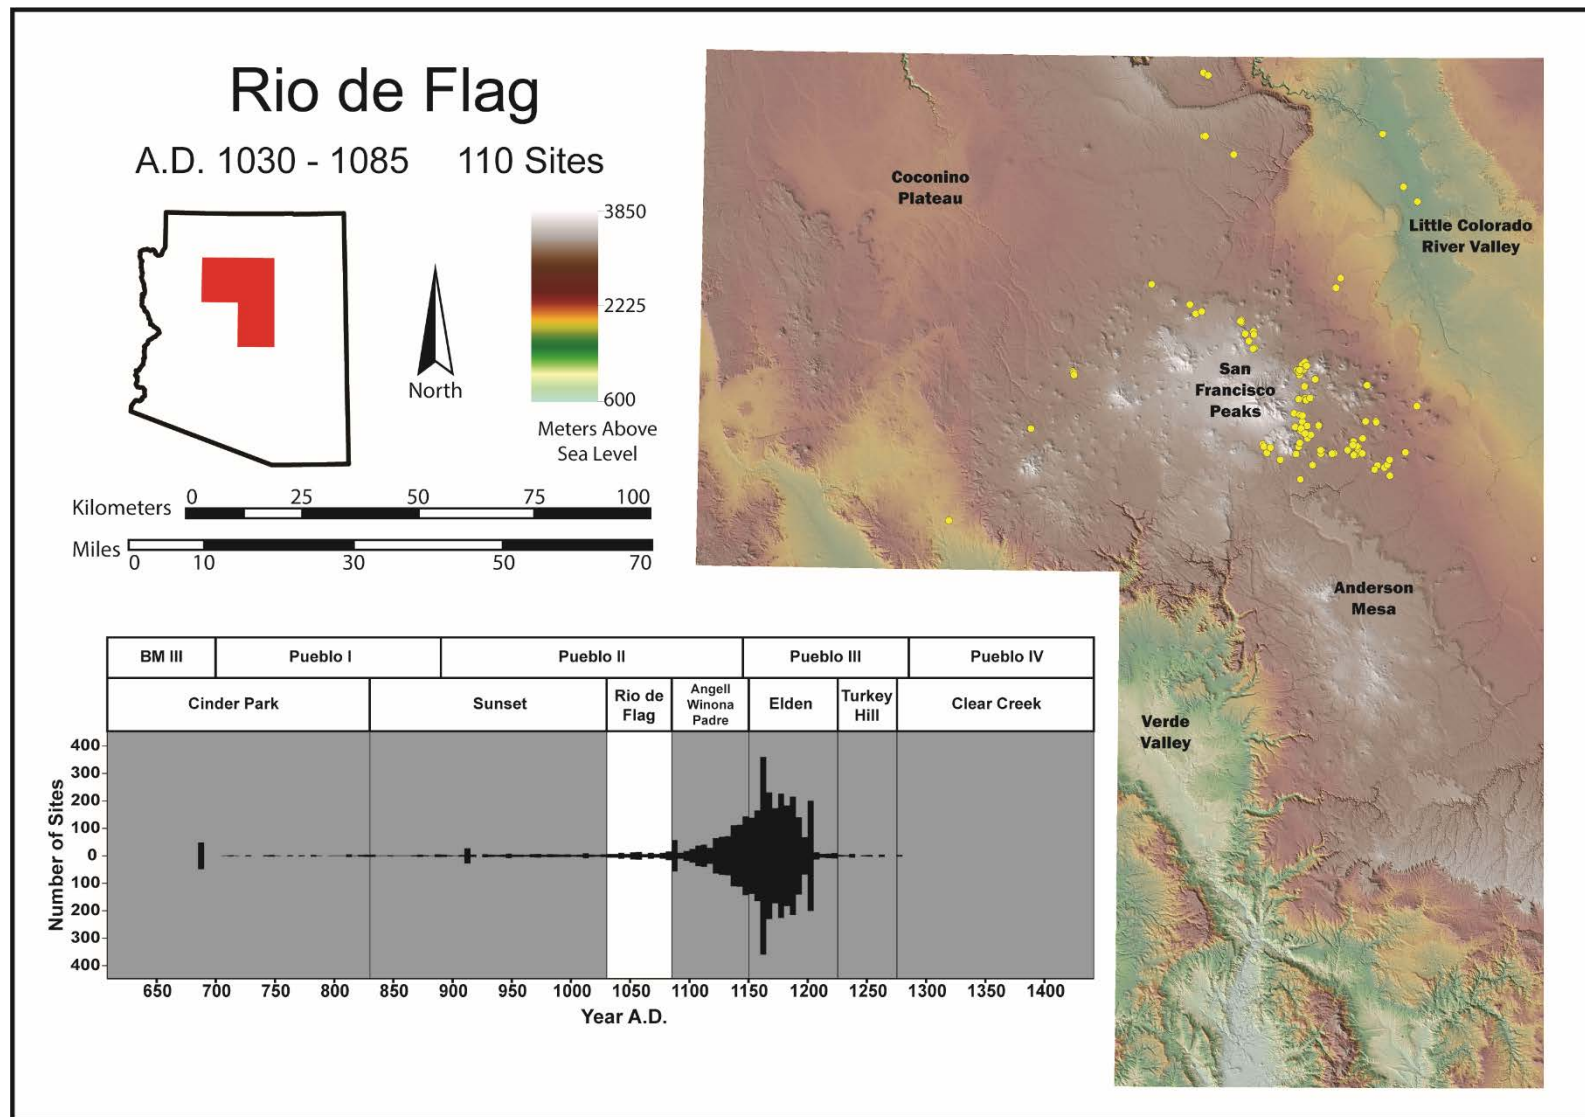 Rio de Flag
A.D. 1030 - 1085 110 Sites
3850
2225
600
Meters Above
Sea Level
North
Kilometers
0 25 50 75 100
Miles
0 10 30 50 70
Coconino
Plateau
Little Colorado
River Valley
San
Francisco
Peaks
Anderson
Mesa
Verde
Valley
BM III Pueblo I Pueblo II Pueblo III Pueblo IV
Cinder Park
Sunset
Rio de
Flag
Angell
Winona
Padre
Elden
Turkey
Hill
Clear Creek
Number of Sites
400
300
200
100
0
100
200
300
400
650 700 750 800 850 900 950 1000 1050 1100 1150 1200 1250 1300 1350 1400
Year A.D.